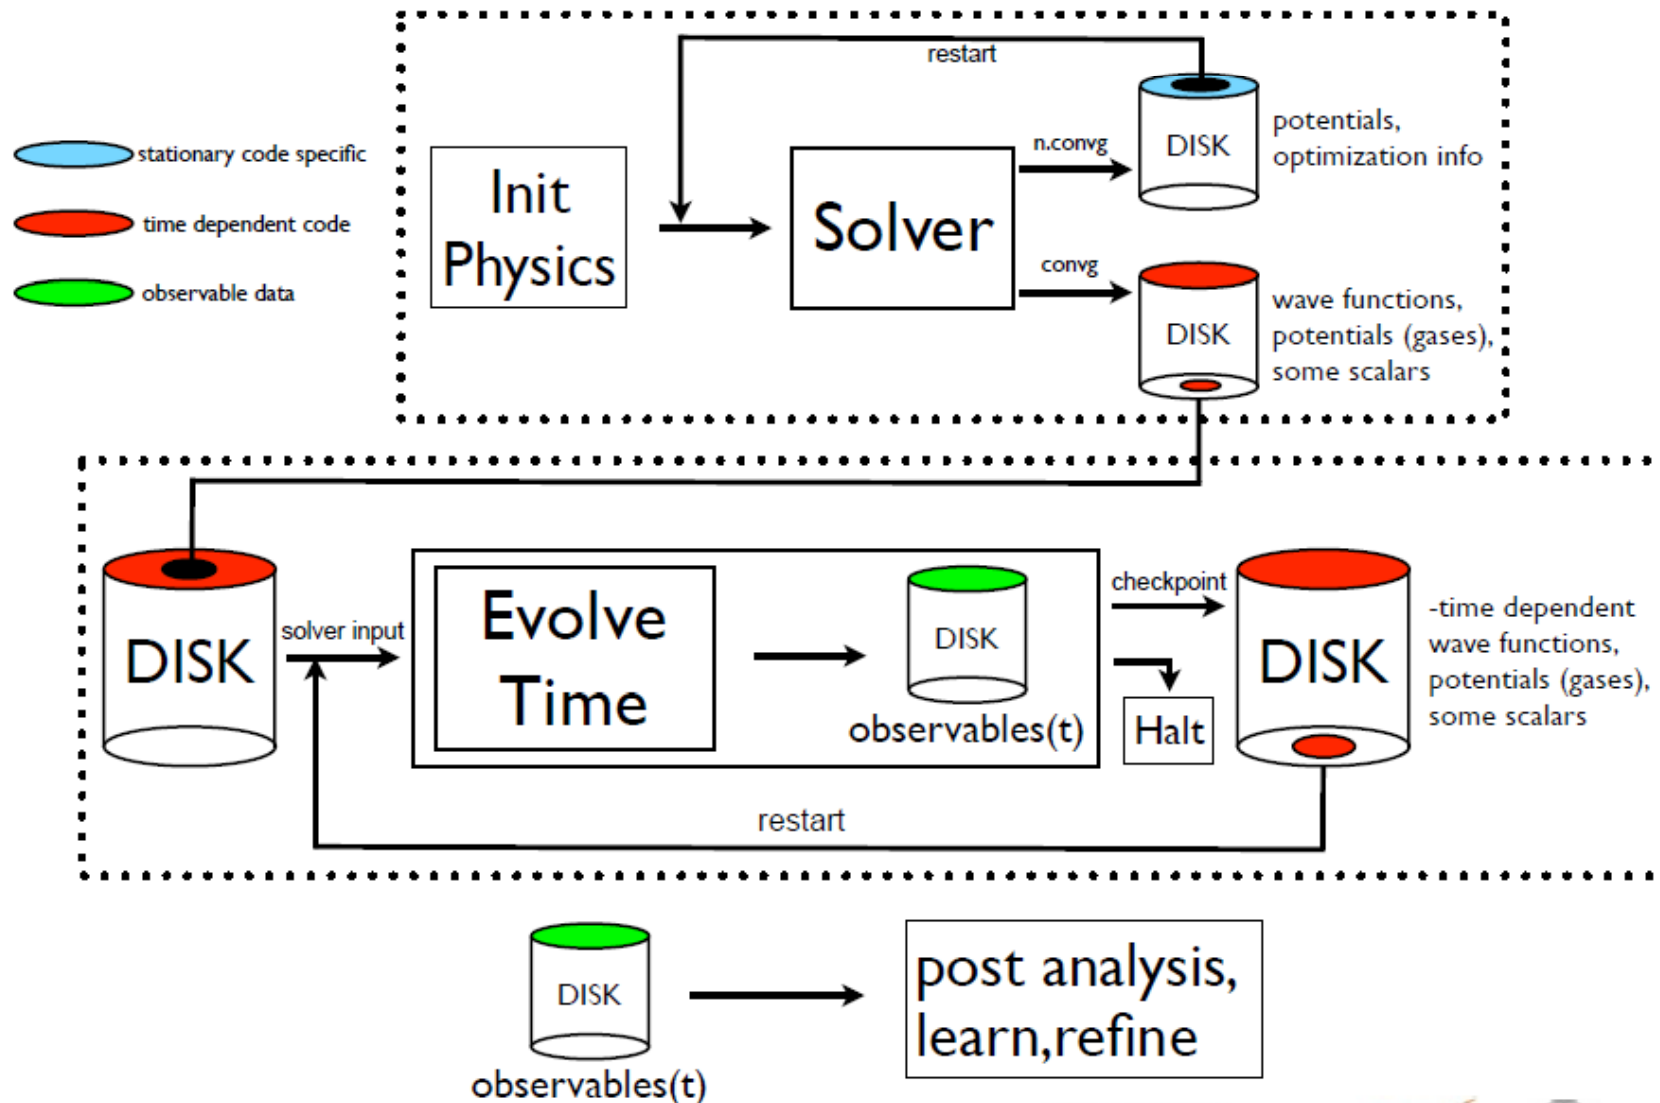 restart
stationary code specific
time dependent code
observable data
Init
Physics
Solver
n.convg
convg
DISK
potentials,
optimization info
DISK
wave functions,
potentials (gases),
some scalars
DISK
solver input
Evolve
Time
DISK
observables(t)
checkpoint
Halt
DISK
-time dependent
wave functions,
potentials (gases),
some scalars
restart
DISK
observables(t)
post analysis,
learn,refine